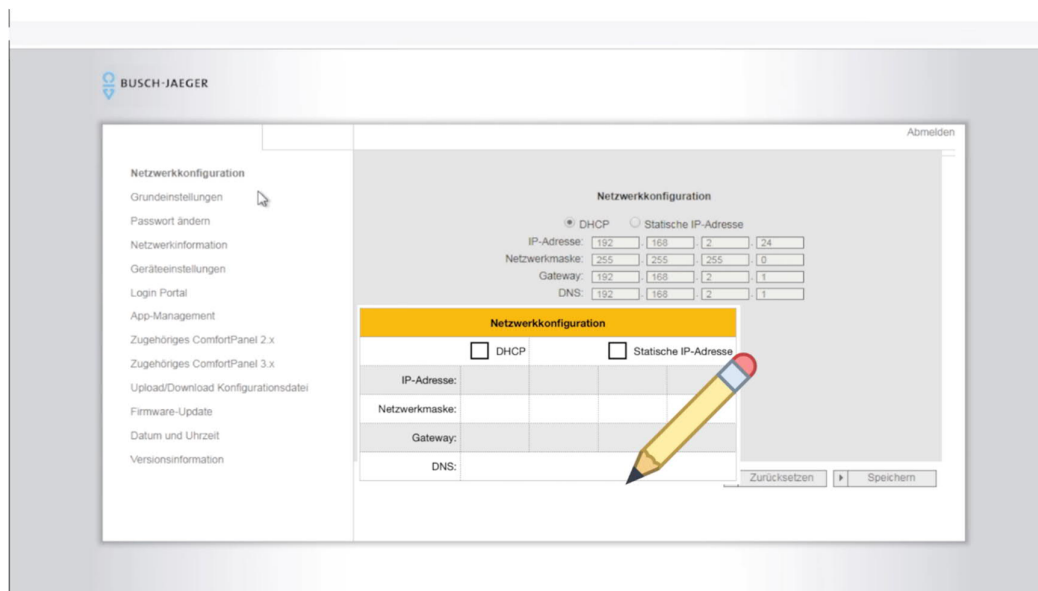 BUSCH-JAEGER
Abmelden
Netzwerkkonfiguration
Grundeinstellungen
Passwort ändern
Netzwerkinformation
Geräteeinstellungen
Login Portal
App-Management
Zugehöriges ComfortPanel 2.x
Zugehöriges ComfortPanel 3.x
Upload/Download Konfigurationsdatei
Firmware-Update
Datum und Uhrzeit
Versionsinformation
Netzwerkkonfiguration
DHCP Statische IP-Adresse
IP-Adresse: 192 . 168 . 2 . 24
Netzwerkmaske: 255 . 255 . 255 . 0
Gateway: 192 . 168 . 2 . 1
DNS: 192 . 168 . 2 . 1
Netzwerkkonfiguration
DHCP Statische IP-Adresse
IP-Adresse:
Netzwerkmaske:
Gateway:
DNS:
Zurücksetzen Speichern